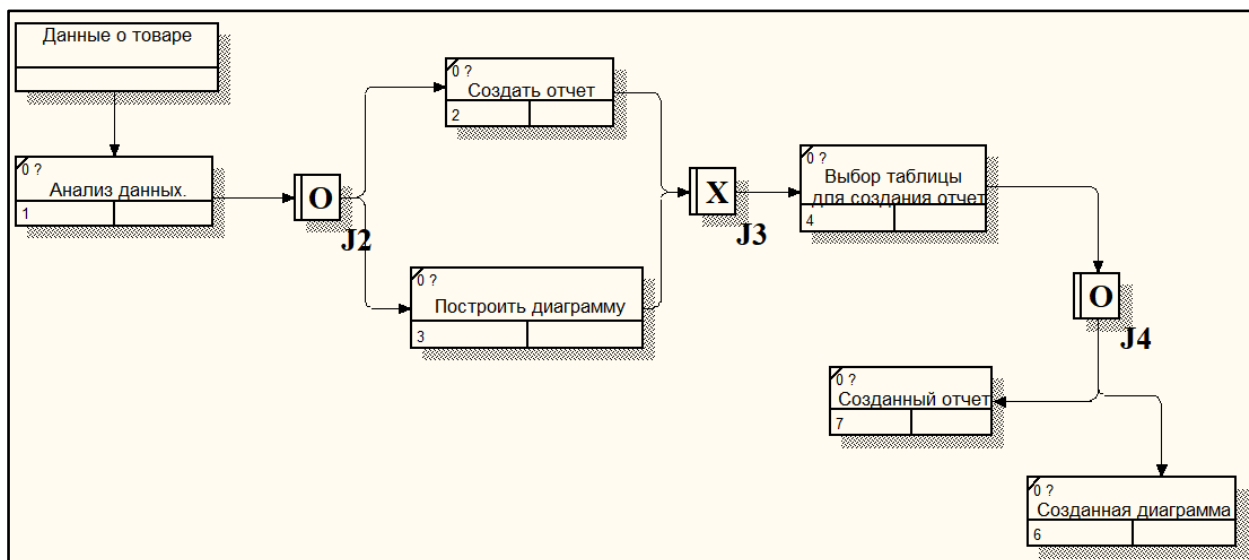 Данные о товаре
0 ?
Анализ данных.
1
O
J2
0 ?
Создать отчет
2
0 ?
Построить диаграмму
3
X
J3
0 ?
Выбор таблицы
для создания отчет
4
O
J4
0 ?
Созданный отчет
7
0 ?
Созданная диаграмма
6